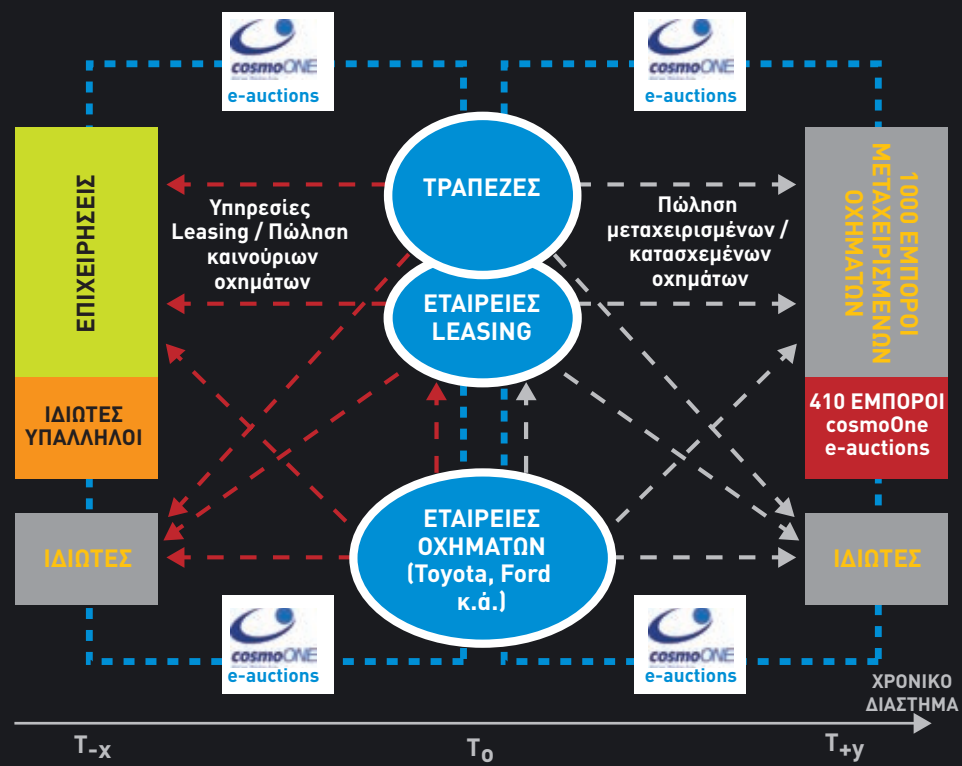 cosmoONE
e-auctions
cosmoONE
e-auctions
ΕΠΙΧΕΙΡΗΣΕΙΣ
ΙΔΙΩΤΕΣ
ΥΠΑΛΛΗΛΟΙ
ΙΔΙΩΤΕΣ
Υπηρεσίες
Leasing / Πώληση
καινούριων
οχημάτων
ΤΡΑΠΕΖΕΣ
ΕΤΑΙΡΕΙΕΣ
LEASING
ΕΤΑΙΡΕΙΕΣ
ΟΧΗΜΑΤΩΝ
(Toyota, Ford
κ.ά.)
Πώληση
μεταχειρισμένων /
κατασχεμένων
οχημάτων
1000 ΕΜΠΟΡΟΙ
ΜΕΤΑΧΕΙΡΙΣΜΕΝΩΝ
ΟΧΗΜΑΤΩΝ
410 ΕΜΠΟΡΟΙ
cosmoOne
e-auctions
ΙΔΙΩΤΕΣ
cosmoONE
e-auctions
cosmoONE
e-auctions
ΧΡΟΝΙΚΟ
ΔΙΑΣΤΗΜΑ
T-x
To
T+y